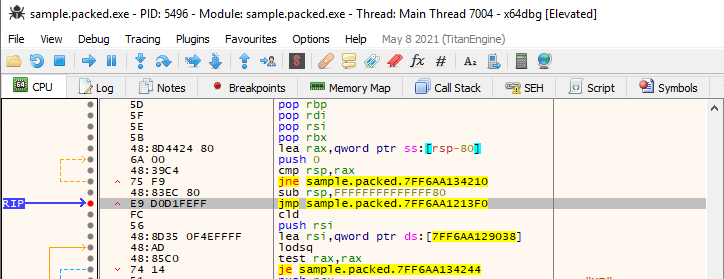 sample.packed.exe - PID: 5496 - Module: sample.packed.exe - Thread: Main Thread 7004 - x64dbg [Elevated]
File View Debug Tracing Plugins Favourites Options Help May 8 2021 (TitanEngine)
CPU Log Notes Breakpoints Memory Map Call Stack SEH Script Symbols
5D pop rbp
5F pop rdi
5E pop rsi
5B pop rbx
48:8D4424 80 lea rax,qword ptr ss:[rsp-80]
6A 00 push 0
48:39C4 cmp rsp,rax
75 F9 jne sample.packed.7FF6AA134210
48:83EC 80 sub rsp,FFFFFFFFFFFFFF80
RIP E9 D0D1FEFF jmp sample.packed.7FF6AA1213F0
FC cld
56 push rsi
48:8D35 0F4EFFFF lea rsi,qword ptr ds:[7FF6AA129038]
48:AD lodsq
48:85C0 test rax,rax
74 14 je sample.packed.7FF6AA134244